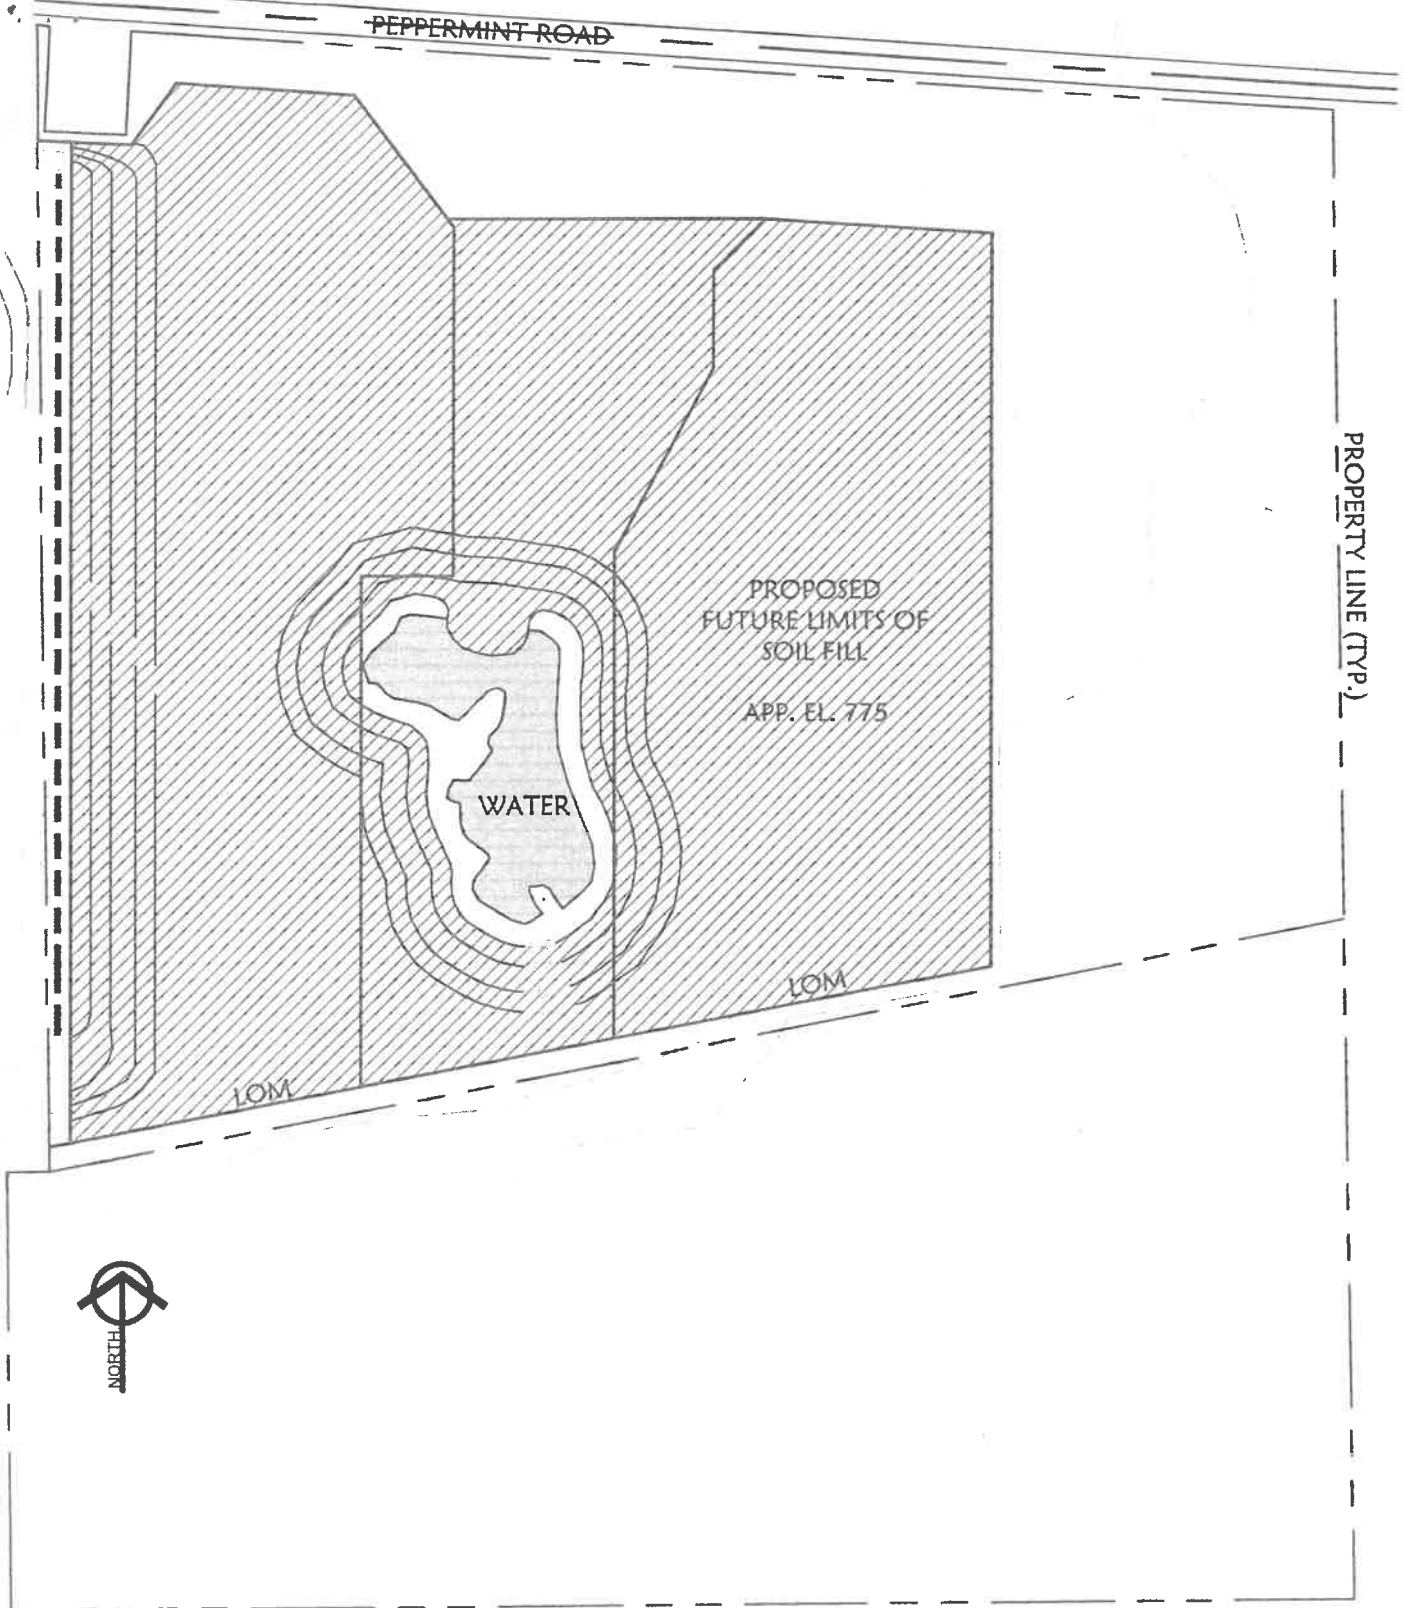 PEPPERMINT ROAD
PROPERTY LINE (TYP.)
PROPOSED
FUTURE LIMITS OF
SOIL FILL
APP. EL. 775
WATER
LOM
LOM
NORTH